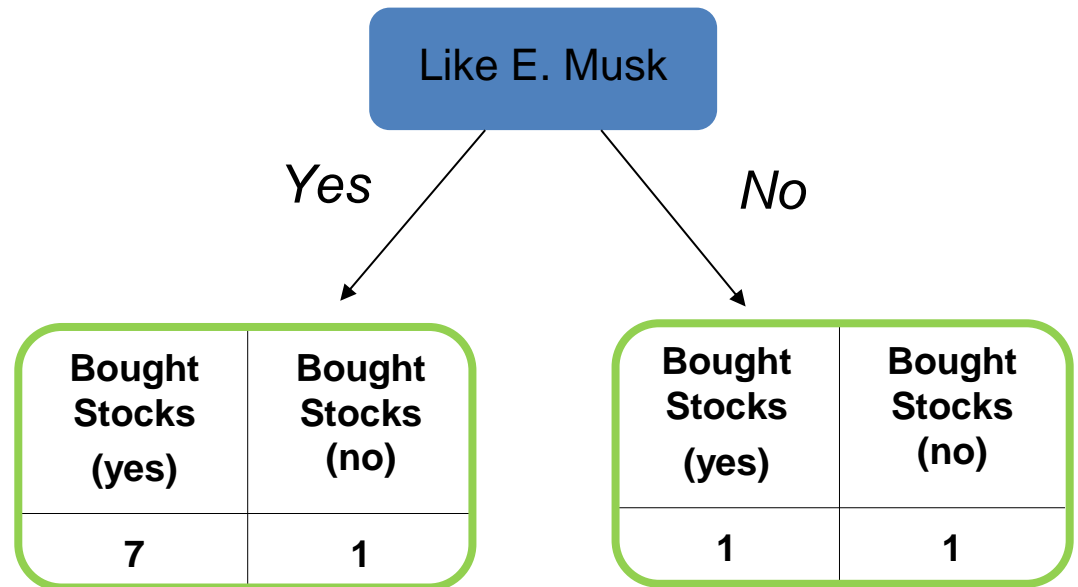 Like E. Musk
Yes
No
Bought
Stocks
(yes)
Bought
Stocks
(no)
7
1
Bought
Stocks
(yes)
Bought
Stocks
(no)
1
1